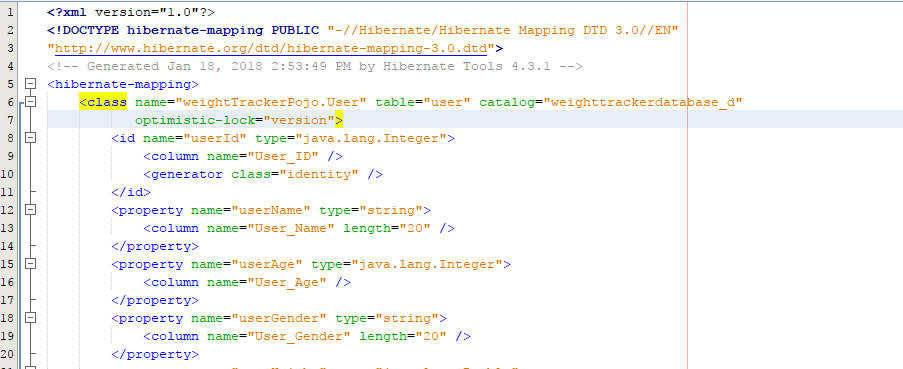 1 <?xml version="1.0"?>
2 <!DOCTYPE hibernate-mapping PUBLIC "-//Hibernate/Hibernate Mapping DTD 3.0//EN"
3 "http://www.hibernate.org/dtd/hibernate-mapping-3.0.dtd">
4 <!-- Generated Jan 18, 2018 2:53:49 PM by Hibernate Tools 4.3.1 -->
5 <hibernate-mapping>
6 <class name="weightTrackerPojo.User" table="user" catalog="weighttrackerdatabase_d"
7 optimistic-lock="version">
8 <id name="userId" type="java.lang.Integer">
9 <column name="User_ID" />
10 <generator class="identity" />
11 </id>
12 <property name="userName" type="string">
13 <column name="User_Name" length="20" />
14 </property>
15 <property name="userAge" type="java.lang.Integer">
16 <column name="User_Age" />
17 </property>
18 <property name="userGender" type="string">
19 <column name="User_Gender" length="20" />
20 </property>